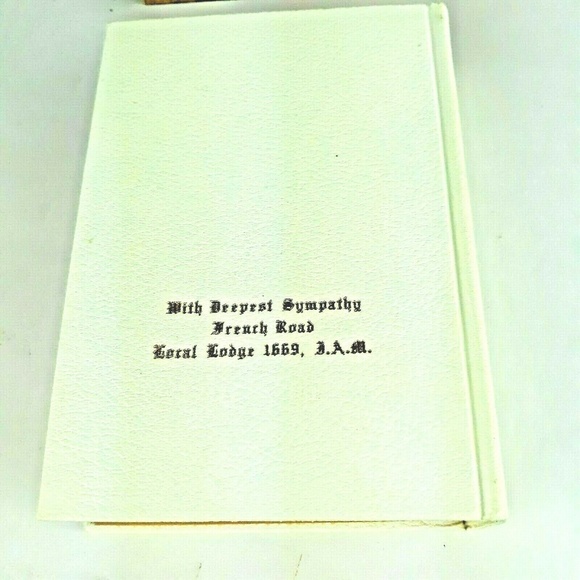 With Deepest Sympathy
French Road
Local Lodge 1669, I.A.M.